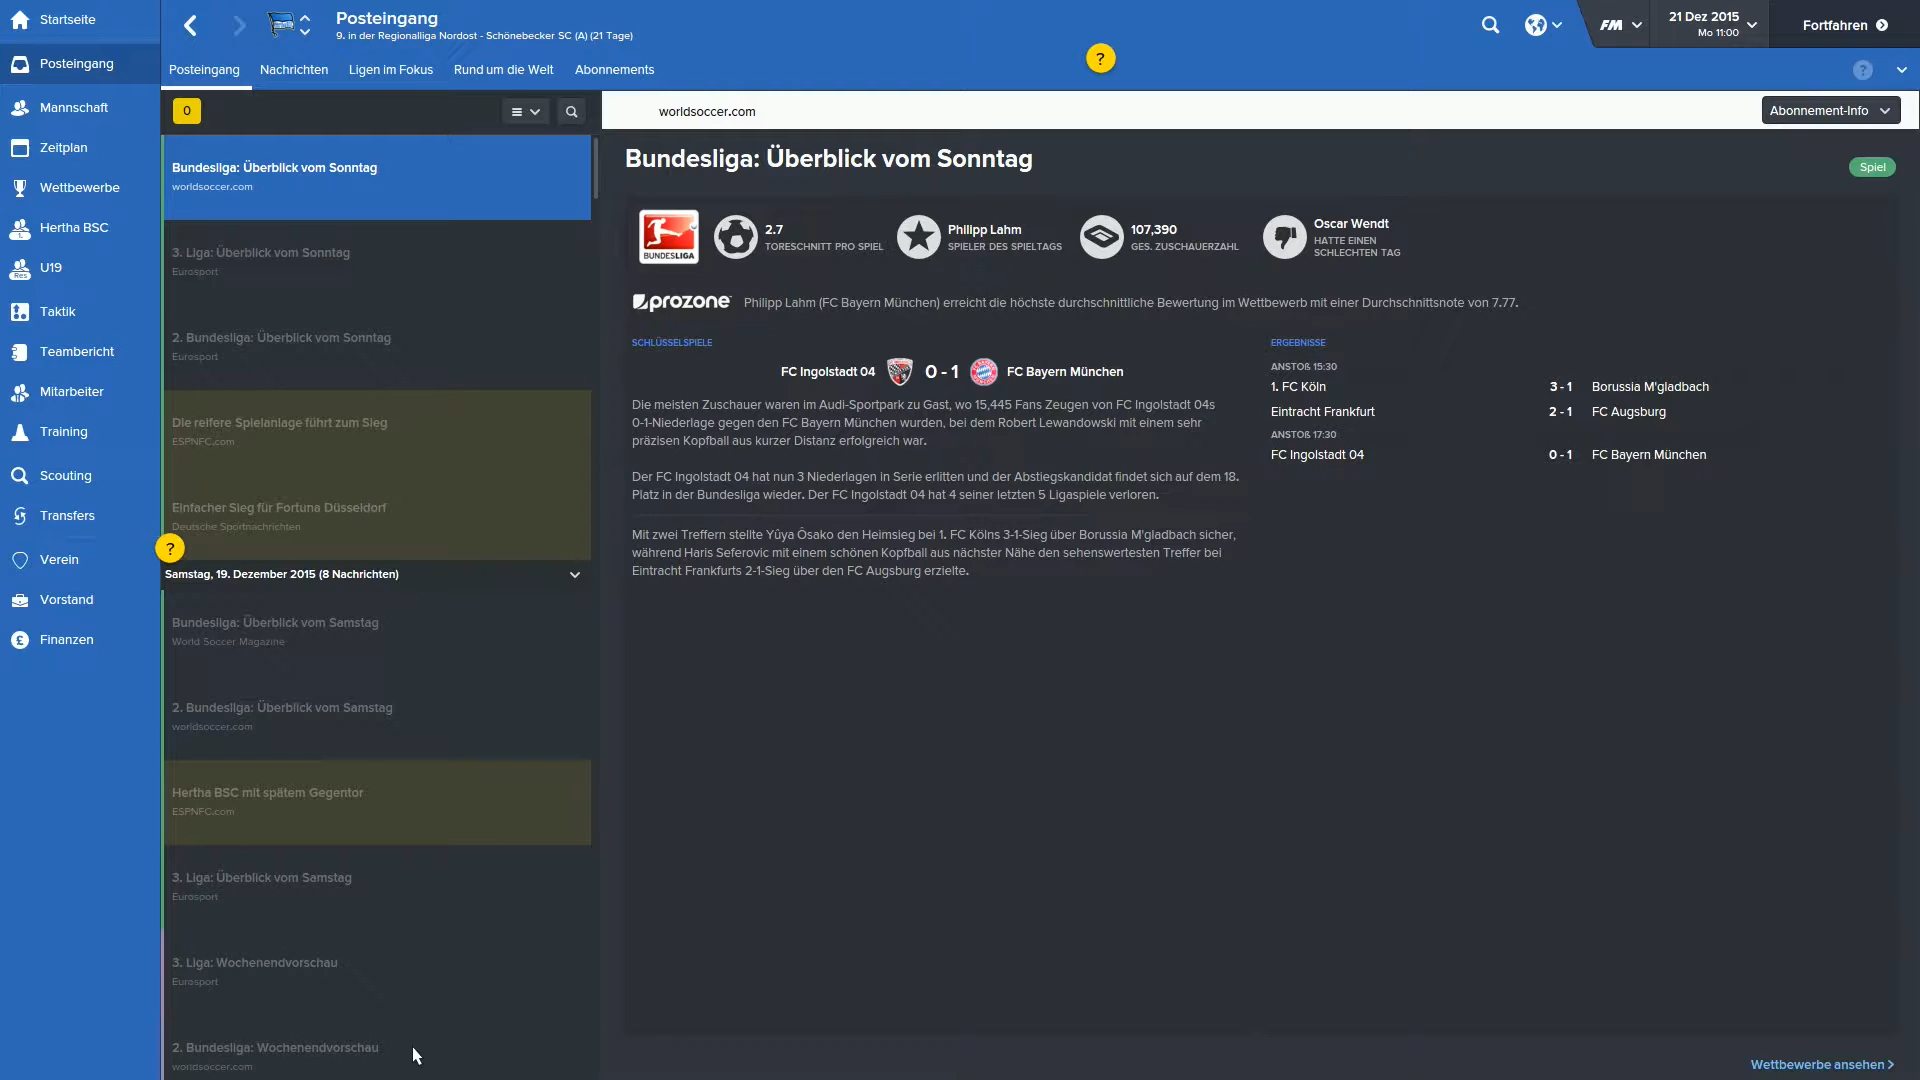 Startseite
Posteingang
Mannschaft
Zeitplan
Wettbewerbe
Hertha BSC
U19
Taktik
Teambericht
Mitarbeiter
Training
Scouting
Transfers
Verein
Vorstand
Finanzen
Posteingang
9. in der Regionalliga Nordost - Schönebecker SC (A) (21 Tage)
FM
21 Dez 2015
Mo 11:00
Fortfahren
Posteingang Nachrichten Ligen im Fokus Rund um die Welt Abonnements
?
?
0
Bundesliga: Überblick vom Sonntag
worldsoccer.com
3. Liga: Überblick vom Sonntag
Eurosport
2. Bundesliga: Überblick vom Sonntag
Eurosport
Die reifere Spielanlage führt zum Sieg
ESPNFC.com
Einfacher Sieg für Fortuna Düsseldorf
Deutsche Sportnachrichten
?
Samstag, 19. Dezember 2015 (8 Nachrichten)
Bundesliga: Überblick vom Samstag
World Soccer Magazine
2. Bundesliga: Überblick vom Samstag
worldsoccer.com
Hertha BSC mit spätem Gegentor
ESPNFC.com
3. Liga: Überblick vom Samstag
Eurosport
3. Liga: Wochenendvorschau
Eurosport
2. Bundesliga: Wochenendvorschau
worldsoccer.com
worldsoccer.com
Abonnement-Info
Bundesliga: Überblick vom Sonntag
Spiel
BUNDESLIGA
2.7
TORESCHNITT PRO SPIEL
Philipp Lahm
SPIELER DES SPIELTAGS
107,390
GES. ZUSCHAUERZAHL
Oscar Wendt
HATTE EINEN
SCHLECHTEN TAG
prozone Philipp Lahm (FC Bayern München) erreicht die höchste durchschnittliche Bewertung im Wettbewerb mit einer Durchschnittsnote von 7.77.
SCHLÜSSELSPIELE
FC Ingolstadt 04 0 - 1 FC Bayern München
Die meisten Zuschauer waren im Audi-Sportpark zu Gast, wo 15,445 Fans Zeugen von FC Ingolstadt 04s
0-1-Niederlage gegen den FC Bayern München wurden, bei dem Robert Lewandowski mit einem sehr
präzisen Kopfball aus kurzer Distanz erfolgreich war.
Der FC Ingolstadt 04 hat nun 3 Niederlagen in Serie erlitten und der Abstiegskandidat findet sich auf dem 18.
Platz in der Bundesliga wieder. Der FC Ingolstadt 04 hat 4 seiner letzten 5 Ligaspiele verloren.
Mit zwei Treffern stellte Yûya Ôsako den Heimsieg bei 1. FC Kölns 3-1-Sieg über Borussia M'gladbach sicher,
während Haris Seferovic mit einem schönen Kopfball aus nächster Nähe den sehenswertesten Treffer bei
Eintracht Frankfurts 2-1-Sieg über den FC Augsburg erzielte.
ERGEBNISSE
ANSTOß 15:30
1. FC Köln 3 - 1 Borussia M'gladbach
Eintracht Frankfurt 2 - 1 FC Augsburg
ANSTOß 17:30
FC Ingolstadt 04 0 - 1 FC Bayern München
Wettbewerbe ansehen >